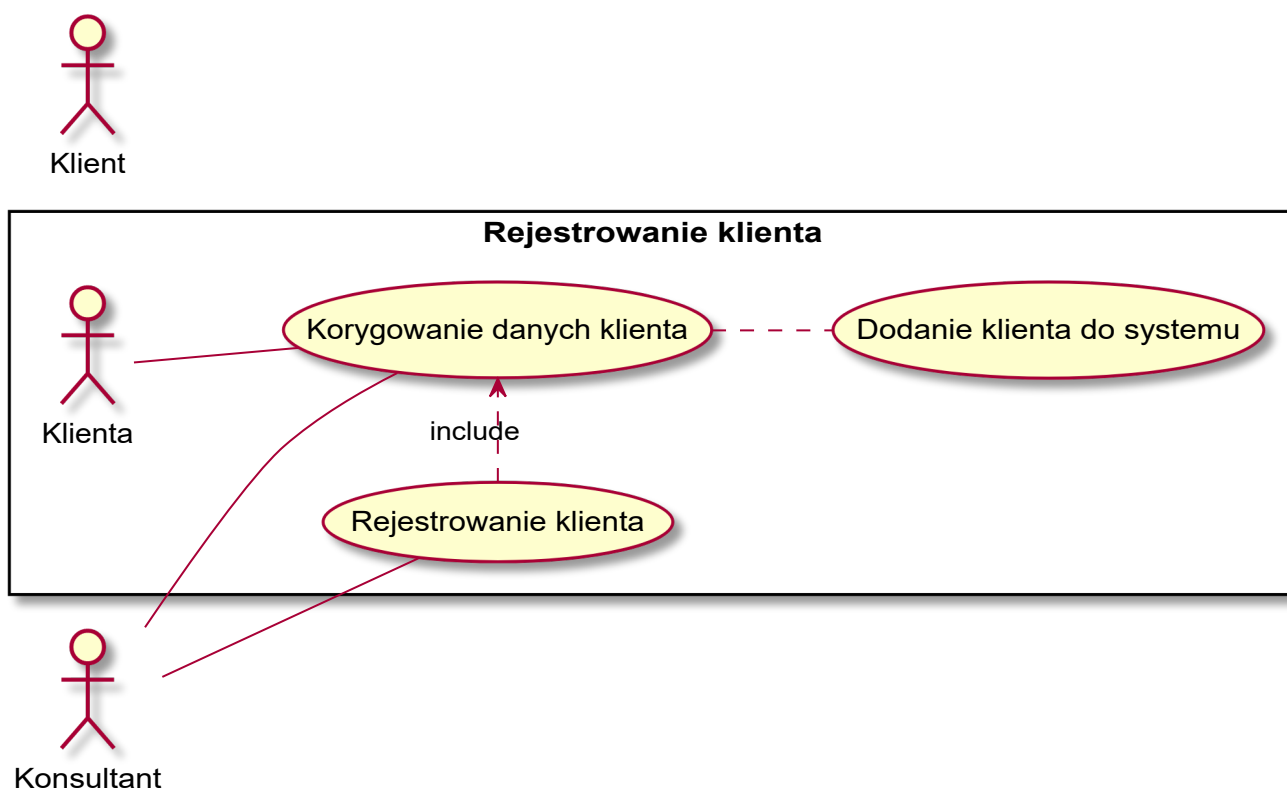 Klient
Rejestrowanie klienta
Korygowanie danych klienta
Dodanie klienta do systemu
Klienta
include
Rejestrowanie klienta
Konsultant